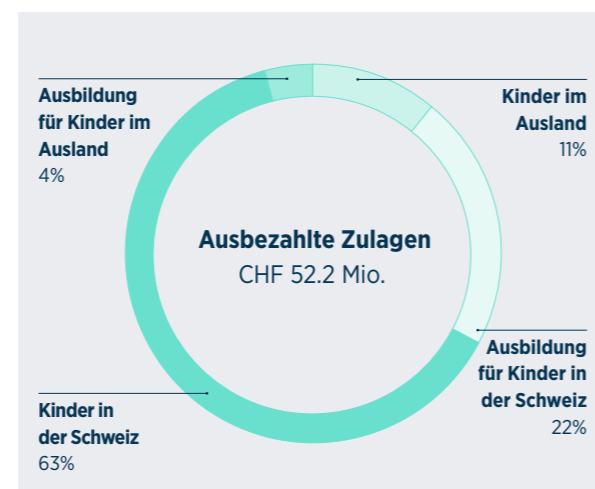 Ausbildung
für Kinder im
Ausland
4%
Kinder im
Ausland
11%
Ausbezahlte Zulagen
CHF 52.2 Mio.
Ausbildung
für Kinder in
der Schweiz
22%
Kinder in
der Schweiz
63%